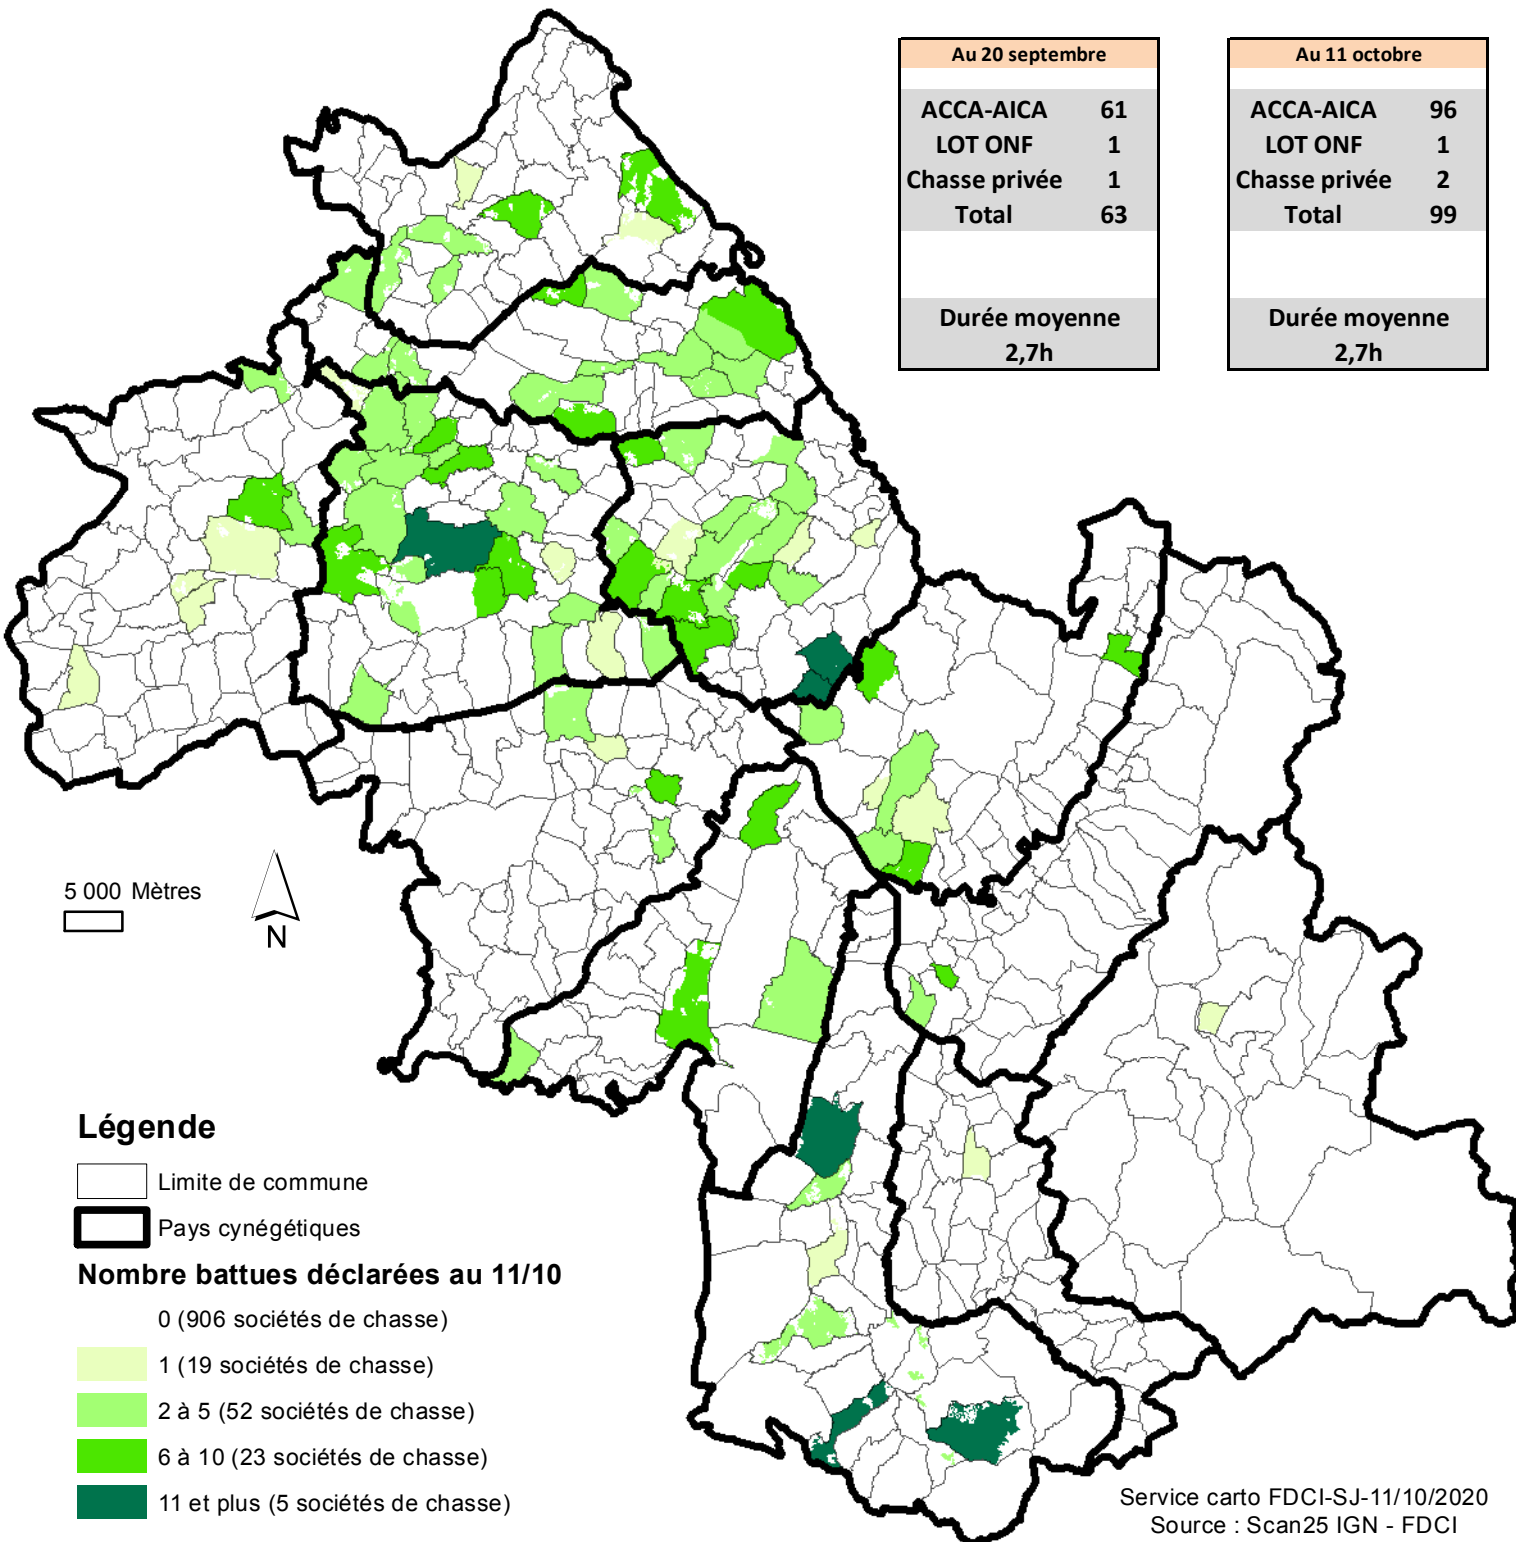 Au 20 septembre
ACCA-AICA 61
LOT ONF 1
Chasse privée 1
Total 63
Durée moyenne
2,7h
Au 11 octobre
ACCA-AICA 96
LOT ONF 1
Chasse privée 2
Total 99
Durée moyenne
2,7h
5 000 Mètres
N
Légende
Limite de commune
Pays cynégétiques
Nombre battues déclarées au 11/10
0 (906 sociétés de chasse)
1 (19 sociétés de chasse)
2 à 5 (52 sociétés de chasse)
6 à 10 (23 sociétés de chasse)
11 et plus (5 sociétés de chasse)
Service carto FDCI-SJ-11/10/2020
Source : Scan25 IGN - FDCI